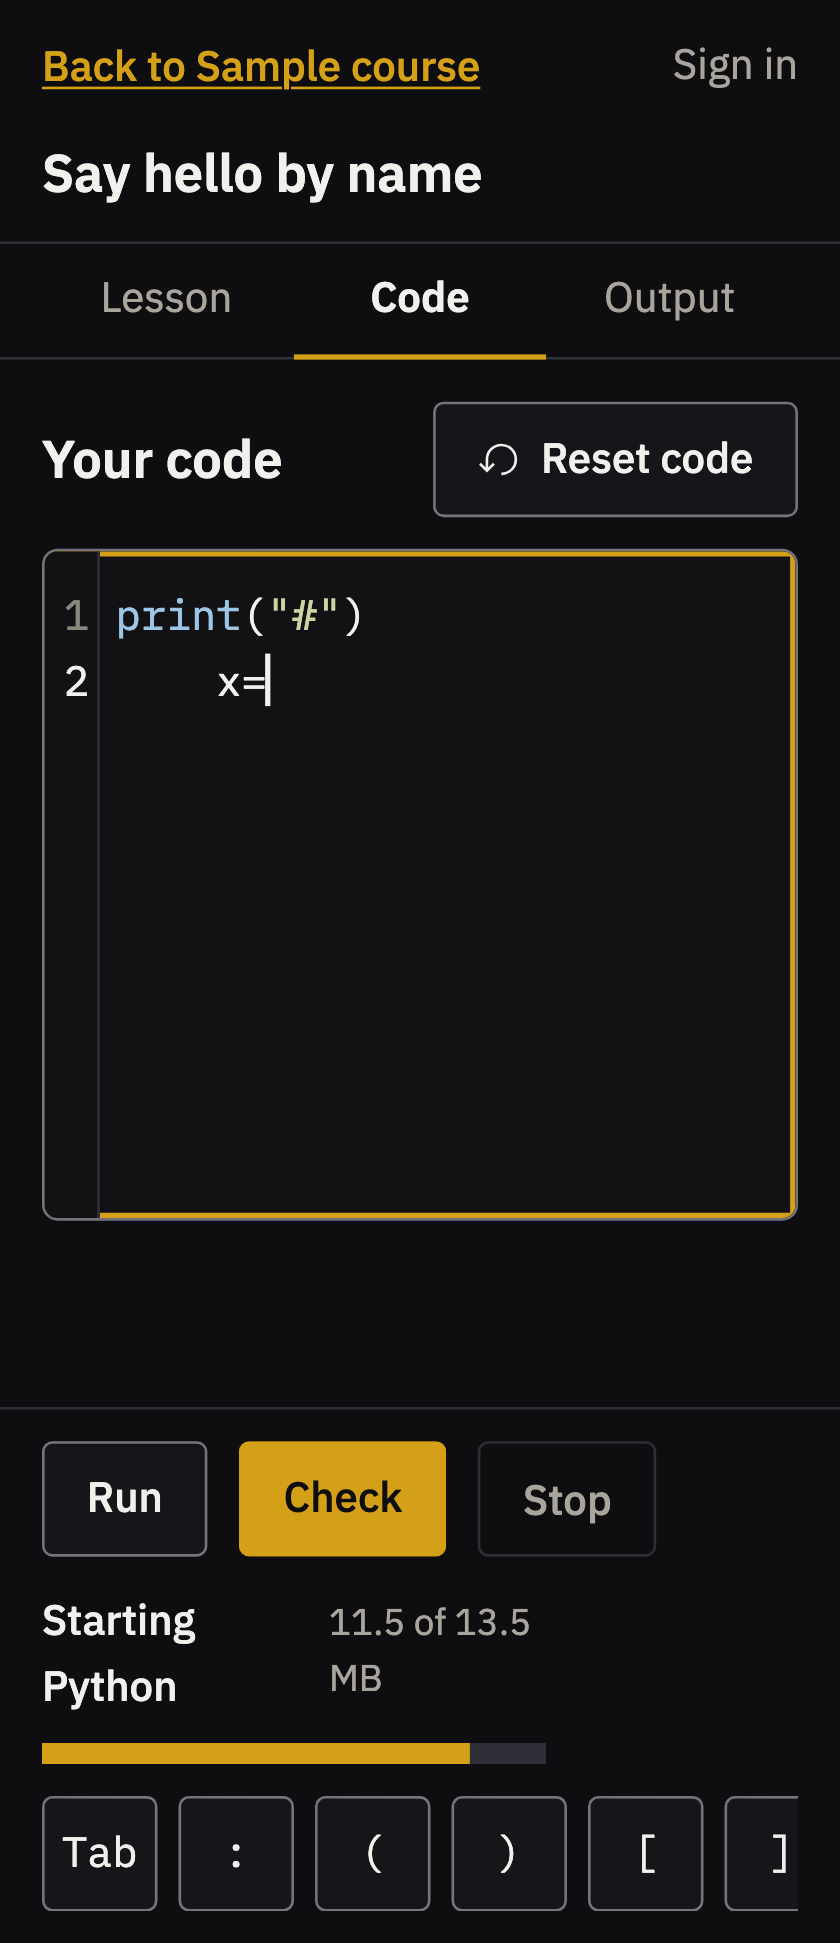 Back to Sample course
Sign in
Say hello by name
Lesson
Code
Output
Your code
Reset code
1 print("#")
2     x=
Run
Check
Stop
Starting
Python
11.5 of 13.5
MB
Tab
:
(
)
[
]